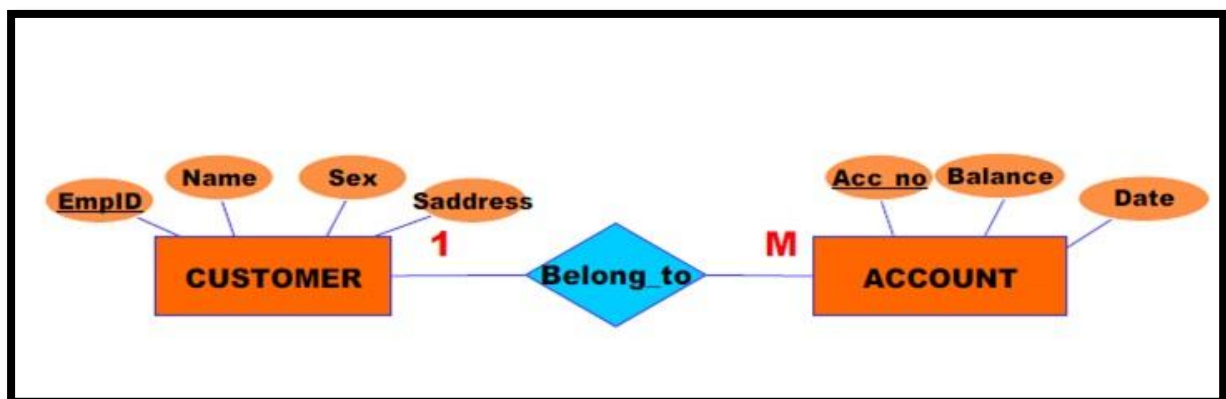 EmpID
Name
Sex
Saddress
Acc_no
Balance
Date
1
M
CUSTOMER
Belong_to
ACCOUNT